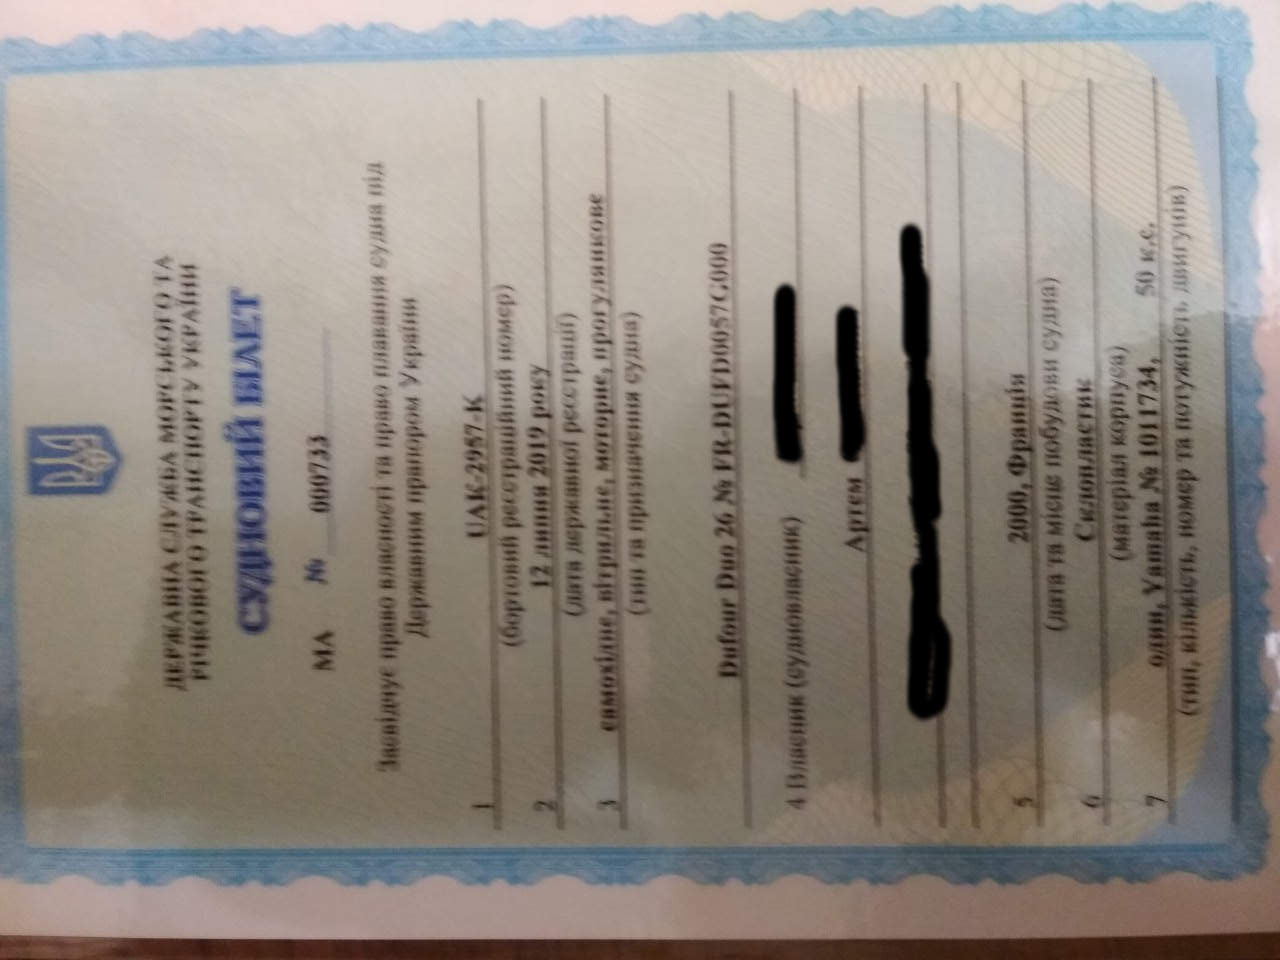 ДЕРЖАВНА СЛУЖБА МОРСЬКОГО ТА
РІЧКОВОГО ТРАНСПОРТУ УКРАЇНИ
СУДНОВИЙ БІЛЕТ
МА № 000733
Засвідчує право власності та право плавання судна під
Державним прапором України
1 UAK-2957-K
(бортовий реєстраційний номер)
2 12 липня 2019 року
(дата державної реєстрації)
3 самохідне, вітрильне, моторне, прогулянкове
(тип та призначення судна)
Dufour Duo 26 № FR-DUFD0057G000
4 Власник (судновласник)
Артем
5 2000, Франція
(дата та місце побудови судна)
6 Склопластик
(матеріал корпуса)
7 один, Yamaha № 1011734, 50 к.с.
(тип, кількість, номер та потужність двигунів)